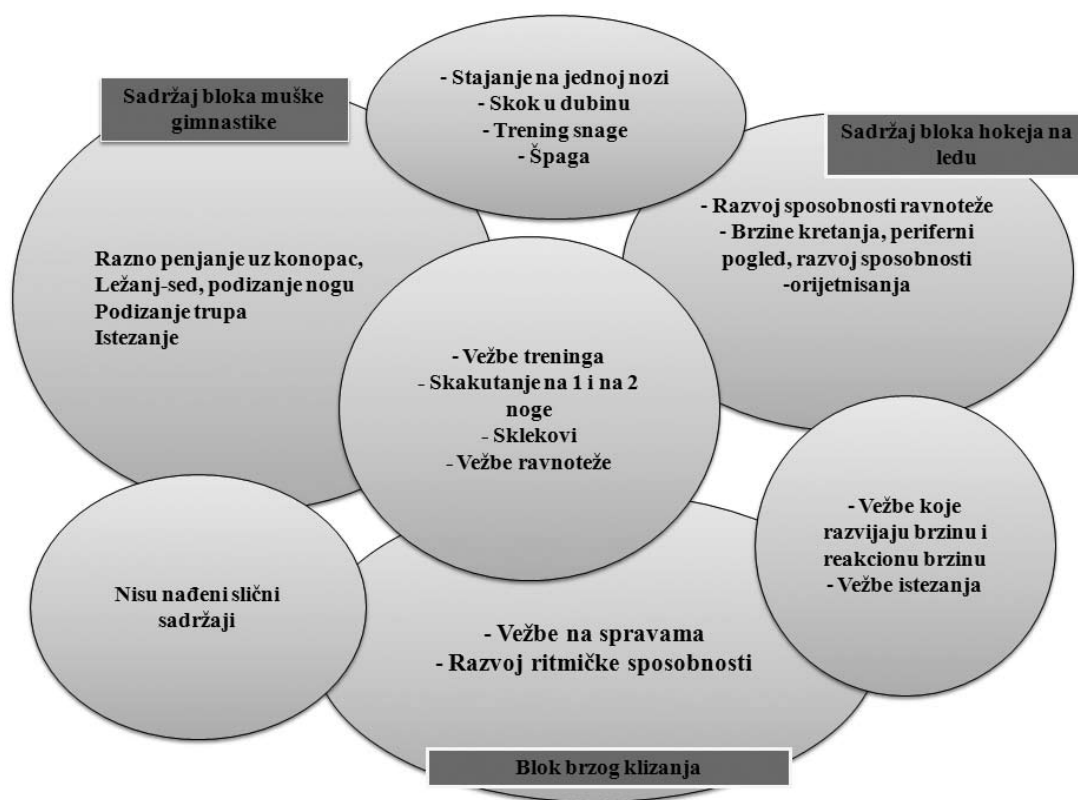 Sadržaj bloka muške
gimnastike
- Stajanje na jednoj nozi
- Skok u dubinu
- Trening snage
- Špaga
Sadržaj bloka hokeja na
ledu
Razno penjanje uz konopac,
Ležanj-sed, podizanje nogu
Podizanje trupa
Istezanje
- Razvoj sposobnosti ravnoteže
- Brzine kretanja, periferni
pogled, razvoj sposobnosti
-orijetnisanja
- Vežbe treninga
- Skakutanje na 1 i na 2
noge
- Sklekovi
- Vežbe ravnoteže
- Vežbe koje
razvijaju brzinu i
reakcionu brzinu
- Vežbe istezanja
Nisu nađeni slični
sadržaji
- Vežbe na spravama
- Razvoj ritmičke sposobnosti
Blok brzog klizanja